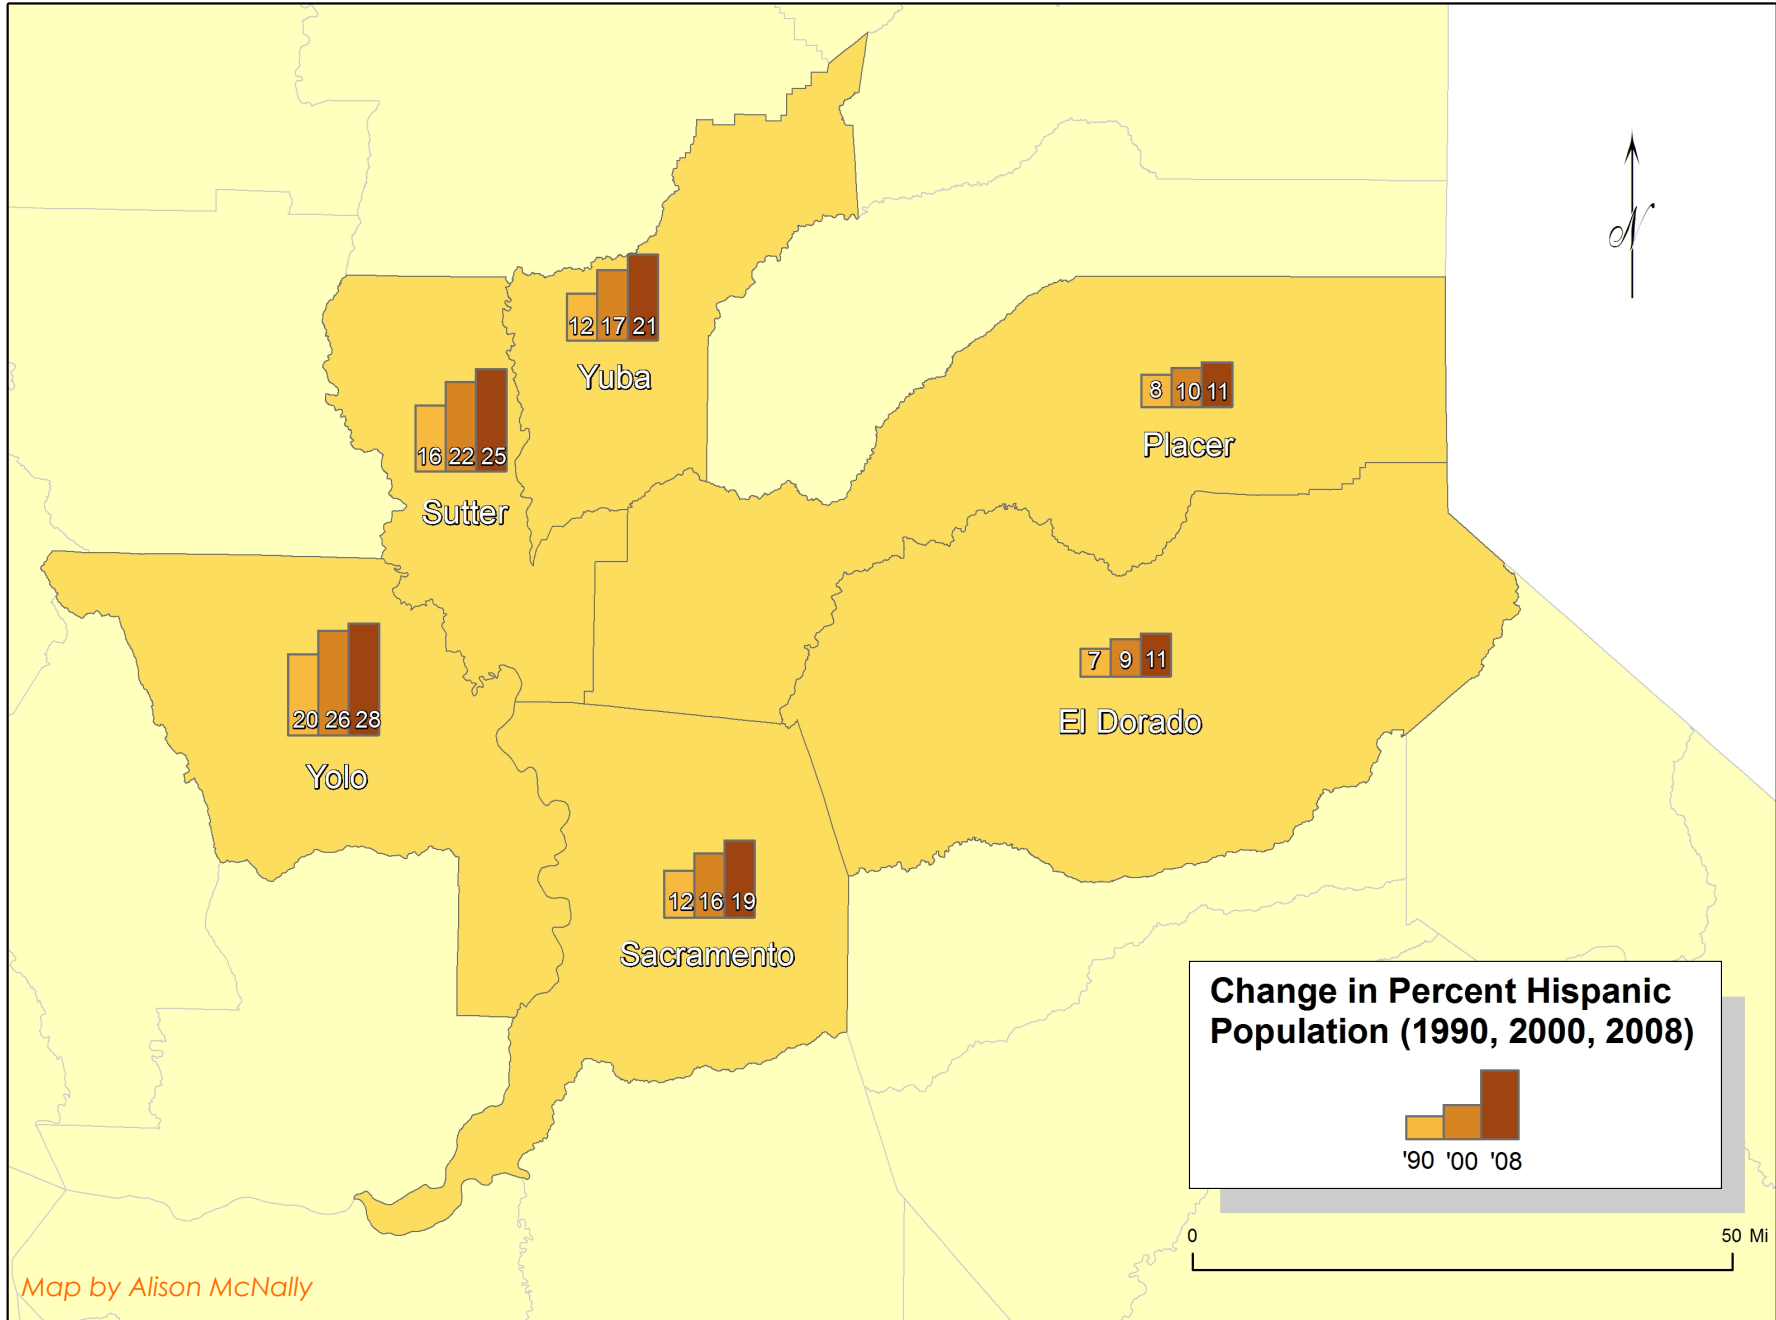 12 17 21
Yuba
16 22 25
Sutter
8 10 11
Placer
20 26 28
Yolo
7 9 11
El Dorado
12 16 19
Sacramento
N
Change in Percent Hispanic
Population (1990, 2000, 2008)
'90 '00 '08
0 50 Mi
Map by Alison McNally